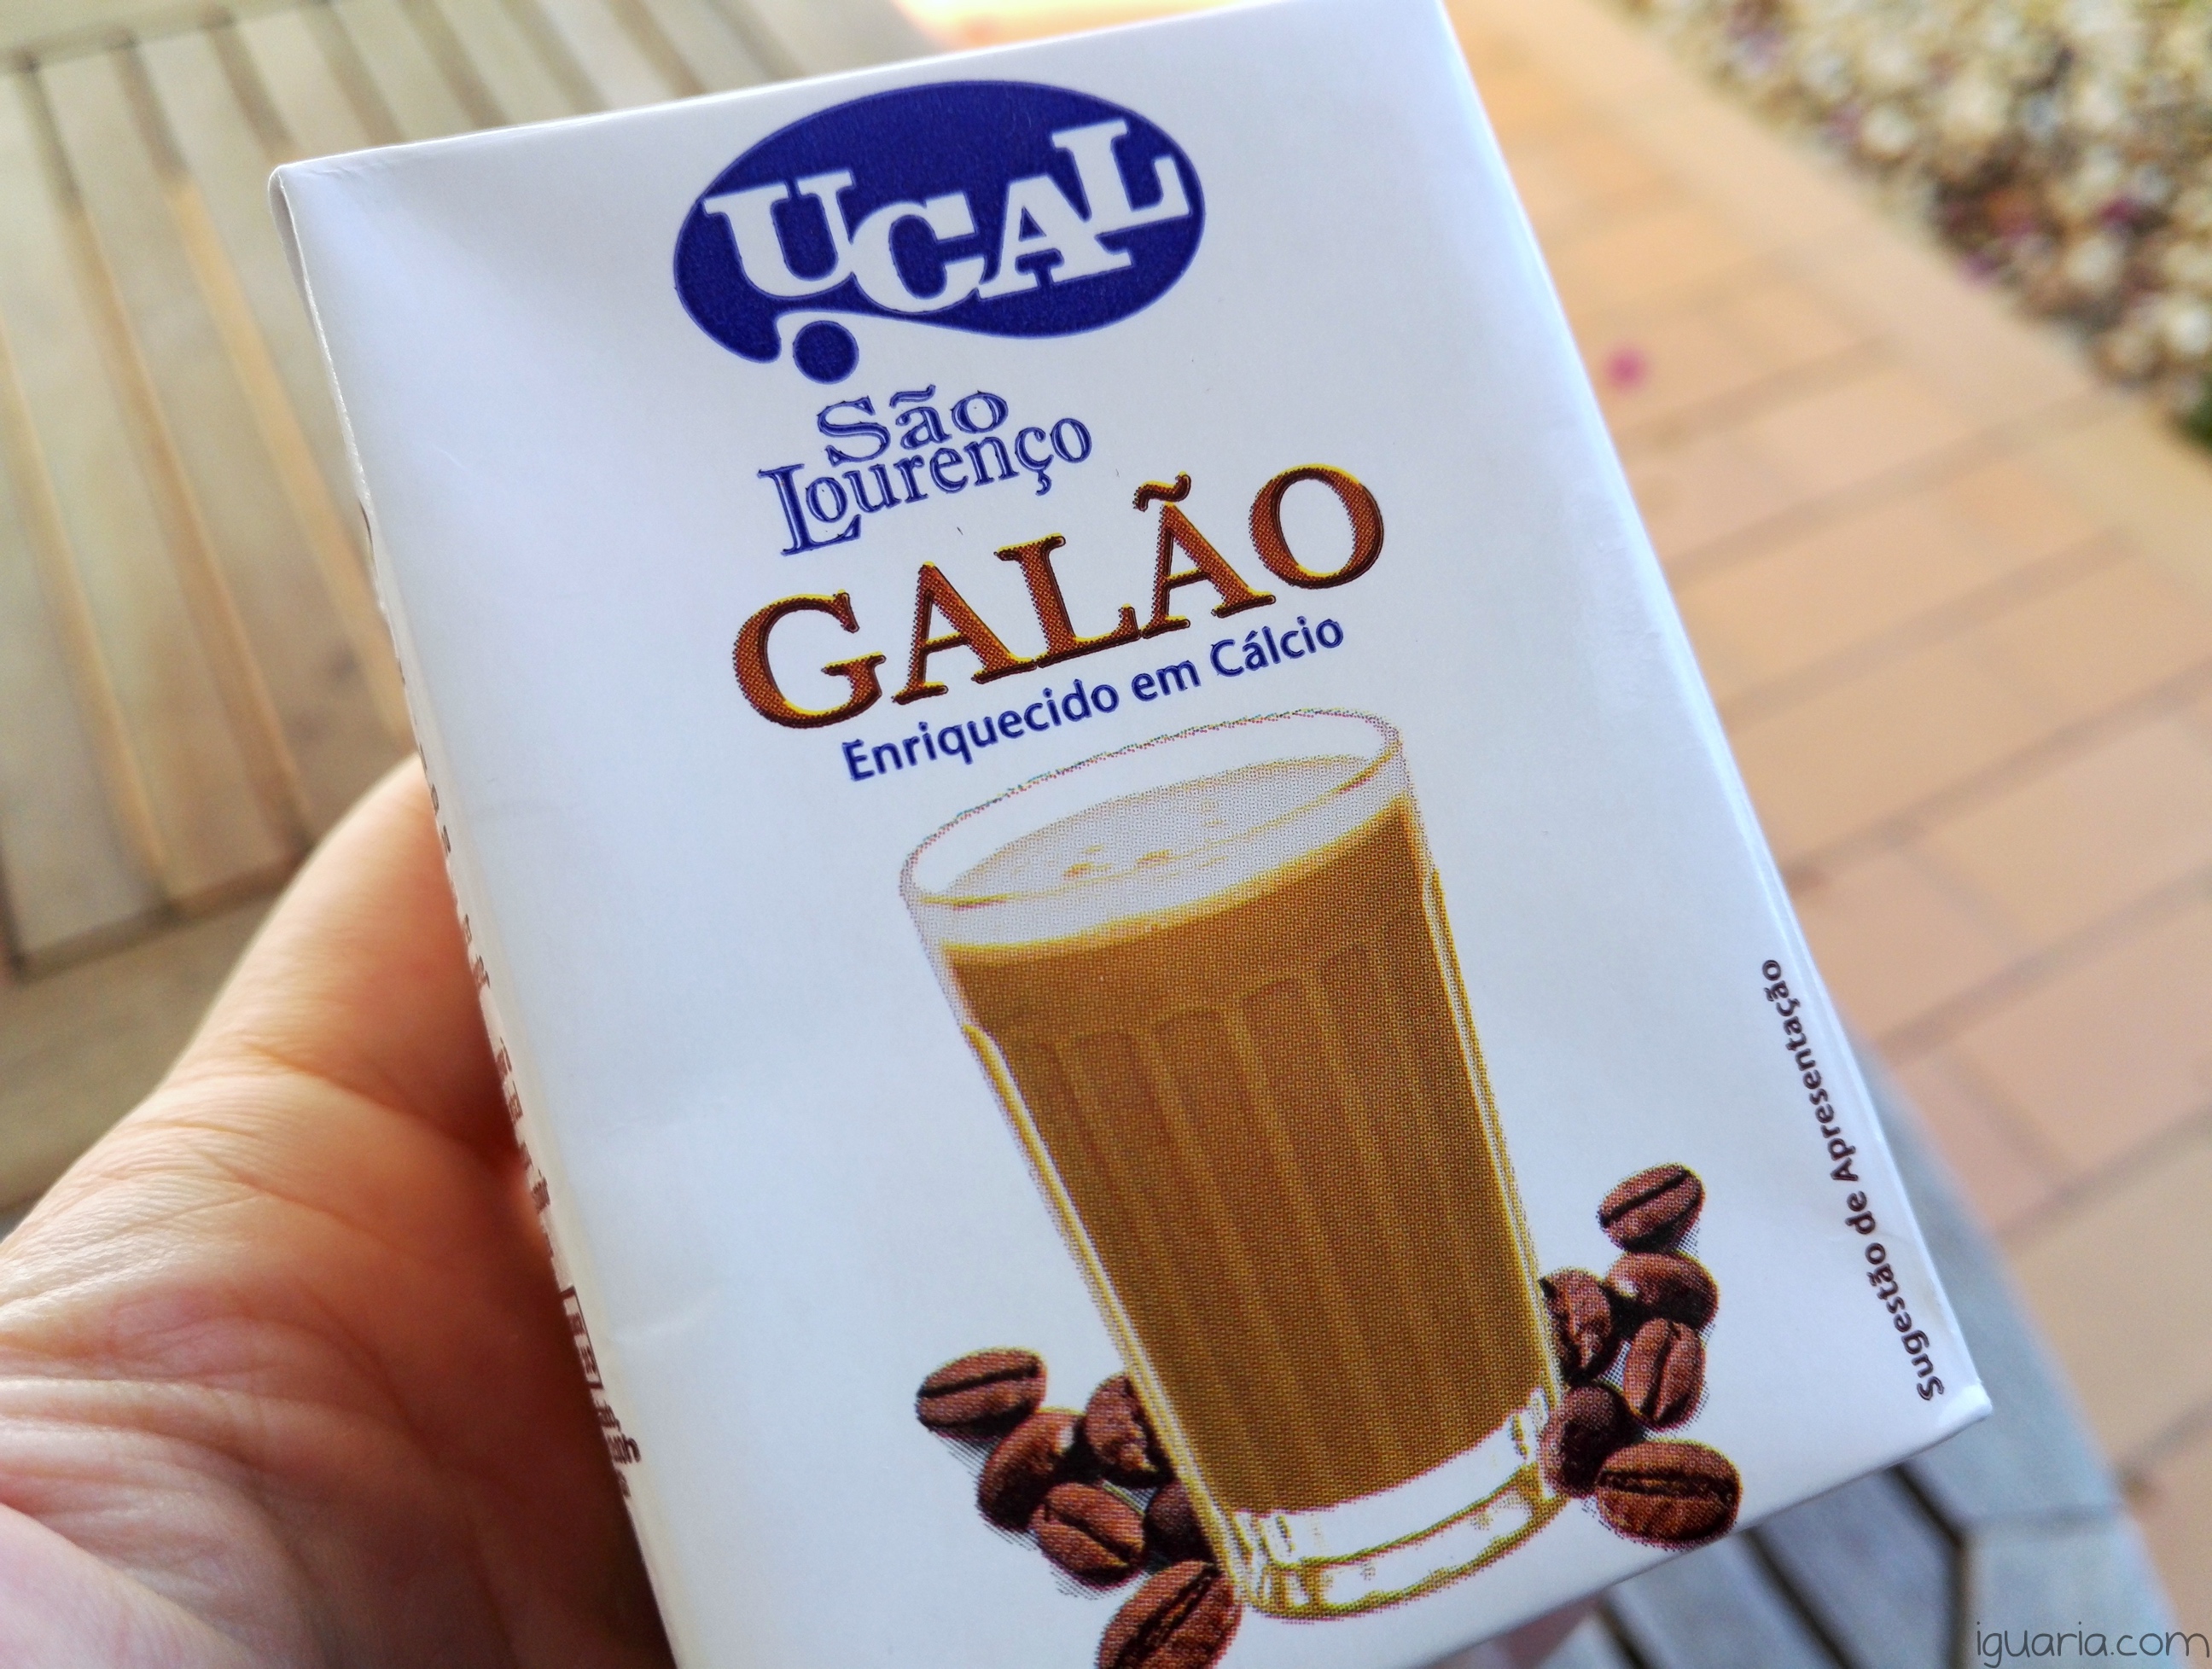 UCAL
São
Lourenço
GALÃO
Enriquecido em Cálcio
Sugestão de Apresentação
iguaria.com